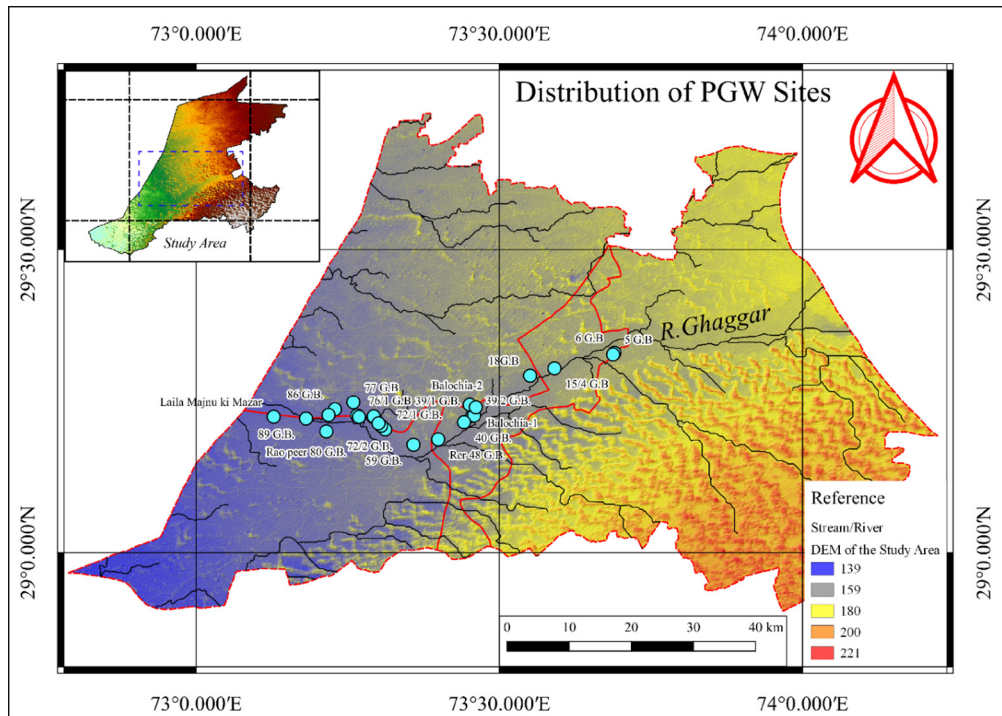 73°0.000'E 73°30.000'E 74°0.000'E
Distribution of PGW Sites
Study Area
29°30.000'N 29°30.000'N
R.Ghaggar
6 G.B 5 G.B
18G.B
15/4 G.B
77 G.B Balochia-2
86 G.B. 76/1 G.B 39/1 G.B. 39/2 G.B.
Laila Majnu ki Mazar
72/1 G.B. Balochia-1
89 G.B. 40 G.B.
Rao peer 80 G.B. 72/2 G.B. Rer 48 G.B.
59 G.B.
Reference
Stream/River
DEM of the Study Area
139
159
180
200
221
29°0.000'N 29°0.000'N
0 10 20 30 40 km
73°0.000'E 73°30.000'E 74°0.000'E